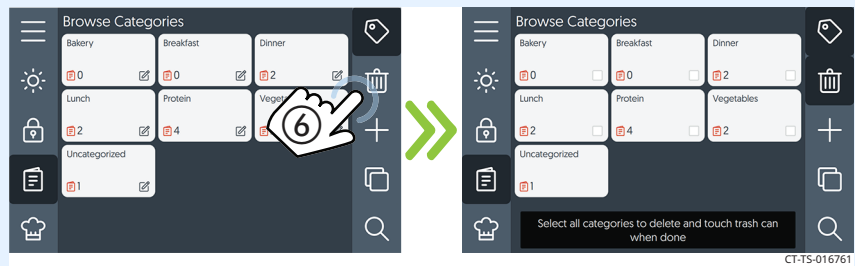 Browse Categories
Bakery
Breakfast
Dinner
0
0
2
Lunch
Protein
2
4
Uncategorized
1
6
Browse Categories
Bakery
Breakfast
Dinner
0
0
2
Lunch
Protein
Vegetables
2
4
2
Uncategorized
1
Select all categories to delete and touch trash can
when done
CT-TS-016761